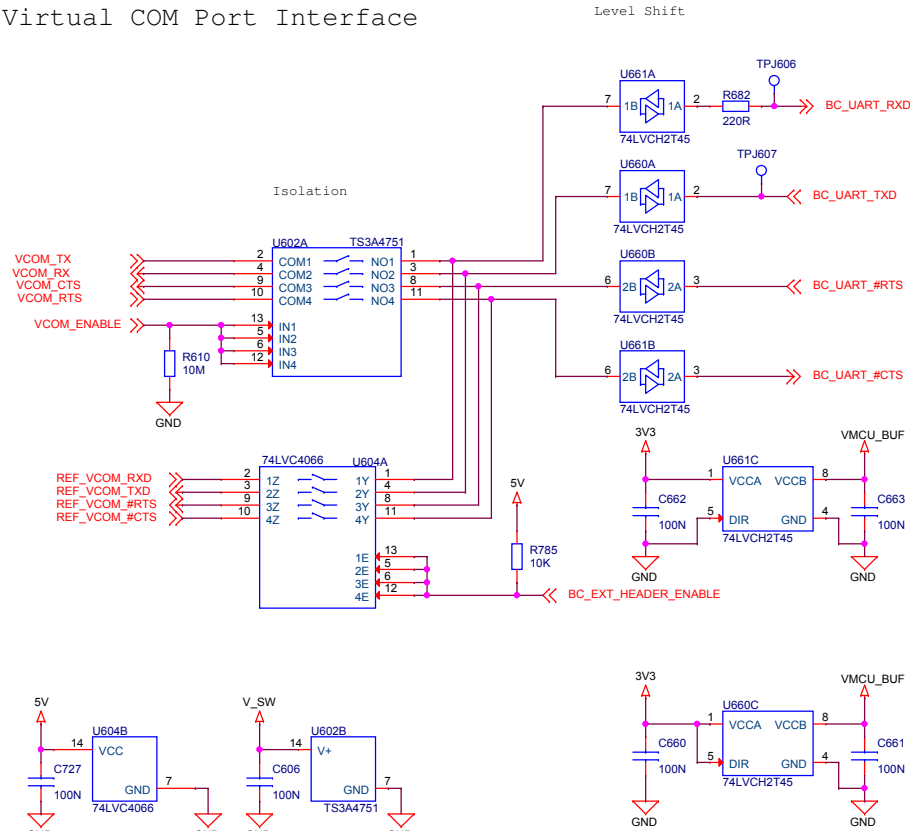 Virtual COM Port Interface
Level Shift
Isolation
U602A TS3A4751
VCOM_TX 2 COM1 NO1 1
VCOM_RX 4 COM2 NO2 3
VCOM_CTS 9 COM3 NO3 8
VCOM_RTS 10 COM4 NO4 11
VCOM_ENABLE 13 IN1
5 IN2
6 IN3
12 IN4
R610
10M
GND
U661A
7 1B 1A 2
74LVCH2T45
R682
220R
TPJ606
BC_UART_RXD
U660A
7 1B 1A 2
74LVCH2T45
TPJ607
BC_UART_TXD
U660B
6 2B 2A 3
74LVCH2T45
BC_UART_#RTS
U661B
6 2B 2A 3
74LVCH2T45
BC_UART_#CTS
74LVC4066 U604A
REF_VCOM_RXD 2 1Z 1Y 1
REF_VCOM_TXD 3 2Z 2Y 4
REF_VCOM_#RTS 9 3Z 3Y 8
REF_VCOM_#CTS 10 4Z 4Y 11
1E 13
2E 5
3E 6
4E 12
5V
R785
10K
BC_EXT_HEADER_ENABLE
3V3 VMCU_BUF
U661C
1 VCCA VCCB 8
C662
100N
C663
100N
5 DIR GND 4
74LVCH2T45
GND GND
5V
U604B
14 VCC
C727
100N
GND 7
74LVC4066
GND GND
V_SW
U602B
14 V+
C606
100N
GND 7
TS3A4751
GND GND
3V3 VMCU_BUF
U660C
1 VCCA VCCB 8
C660
100N
C661
100N
5 DIR GND 4
74LVCH2T45
GND GND